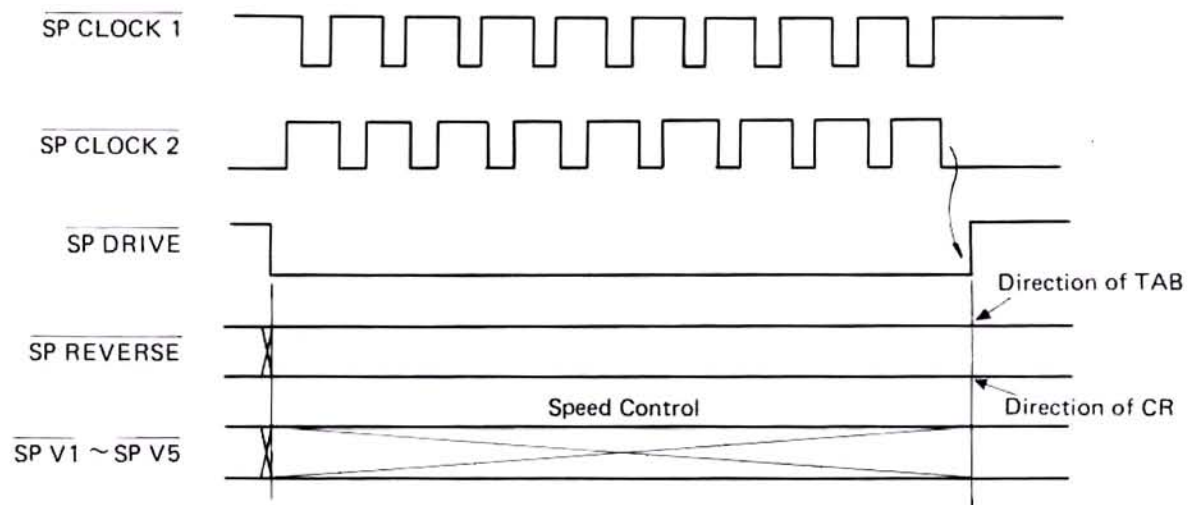 SP CLOCK 1
SP CLOCK 2
SP DRIVE
Direction of TAB
SP REVERSE
Speed Control
Direction of CR
SP V1 ~ SP V5